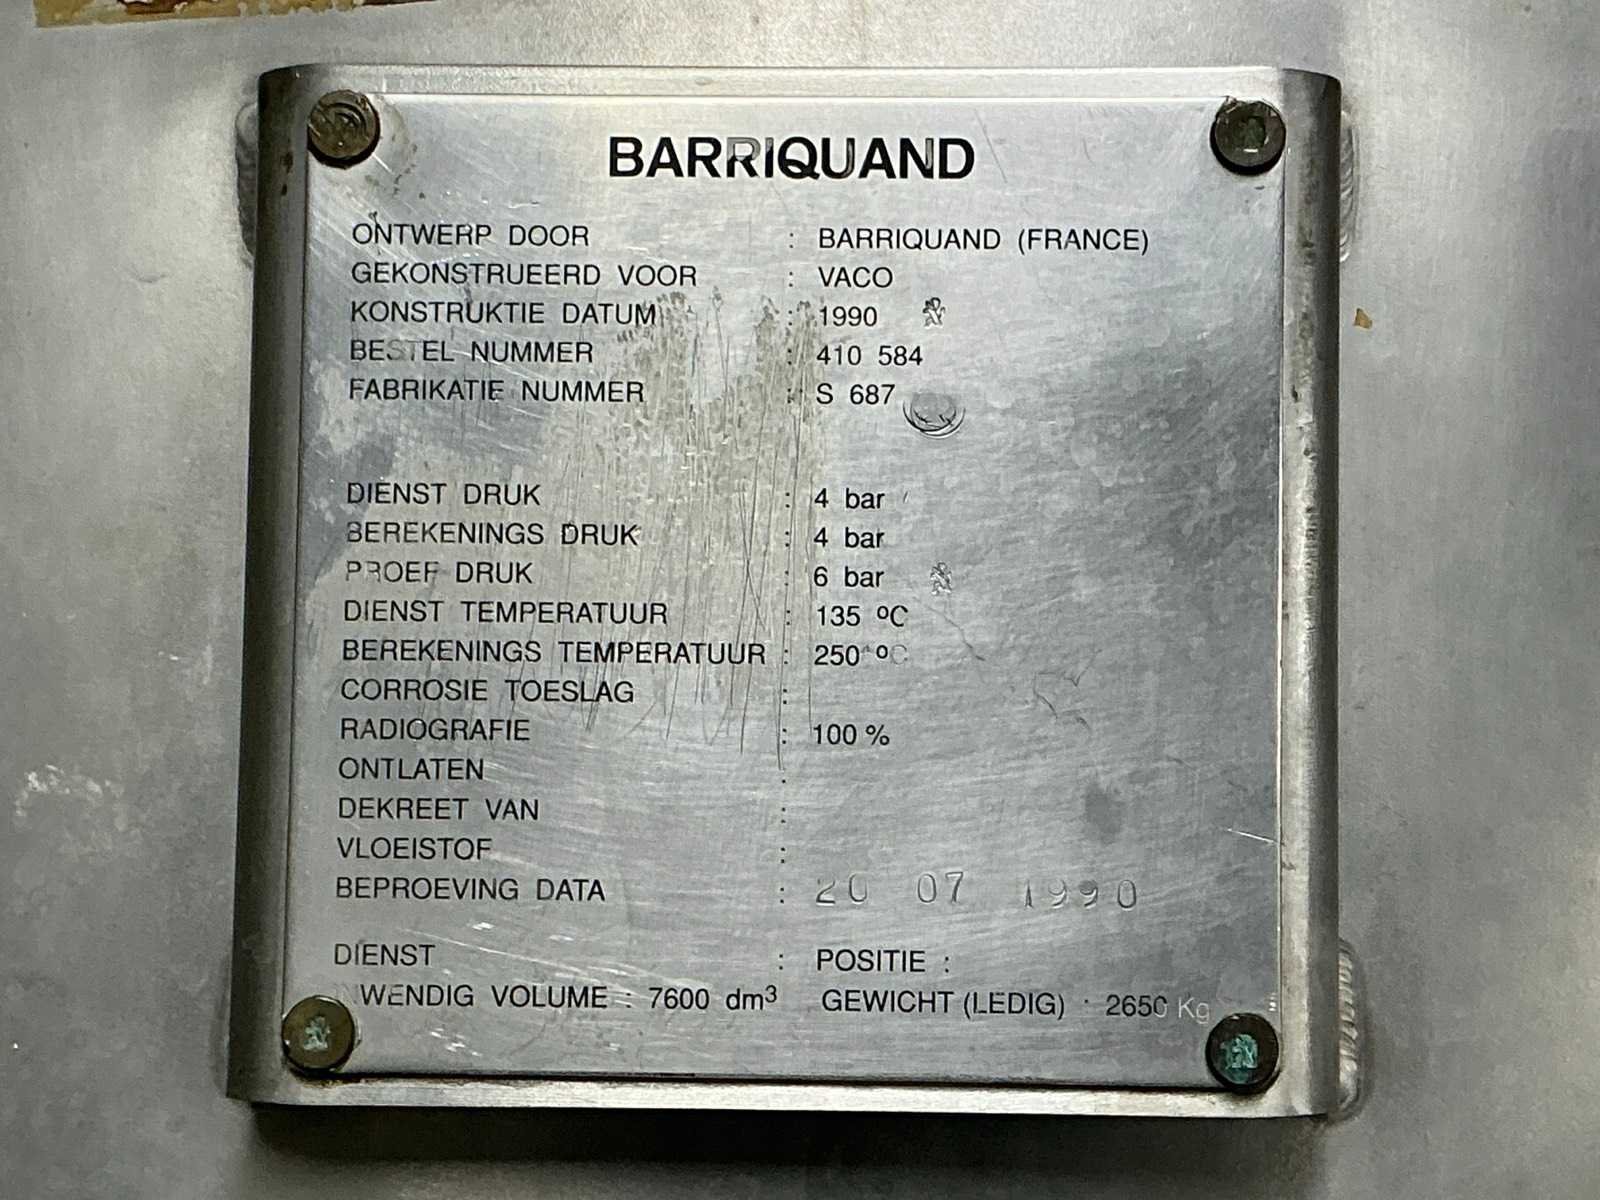 BARRIQUAND
ONTWERP DOOR : BARRIQUAND (FRANCE)
GEKONSTRUEERD VOOR : VACO
KONSTRUKTIE DATUM : 1990
BESTEL NUMMER : 410 584
FABRIKATIE NUMMER : S 687
DIENST DRUK : 4 bar
BEREKENINGS DRUK : 4 bar
PROEF DRUK : 6 bar
DIENST TEMPERATUUR : 135 ºC
BEREKENINGS TEMPERATUUR : 250 ºC
CORROSIE TOESLAG :
RADIOGRAFIE : 100 %
ONTLATEN :
DEKREET VAN :
VLOEISTOF :
BEPROEVING DATA : 20 07 1990
DIENST : POSITIE :
INWENDIG VOLUME : 7600 dm³ GEWICHT (LEDIG) : 2650 Kg